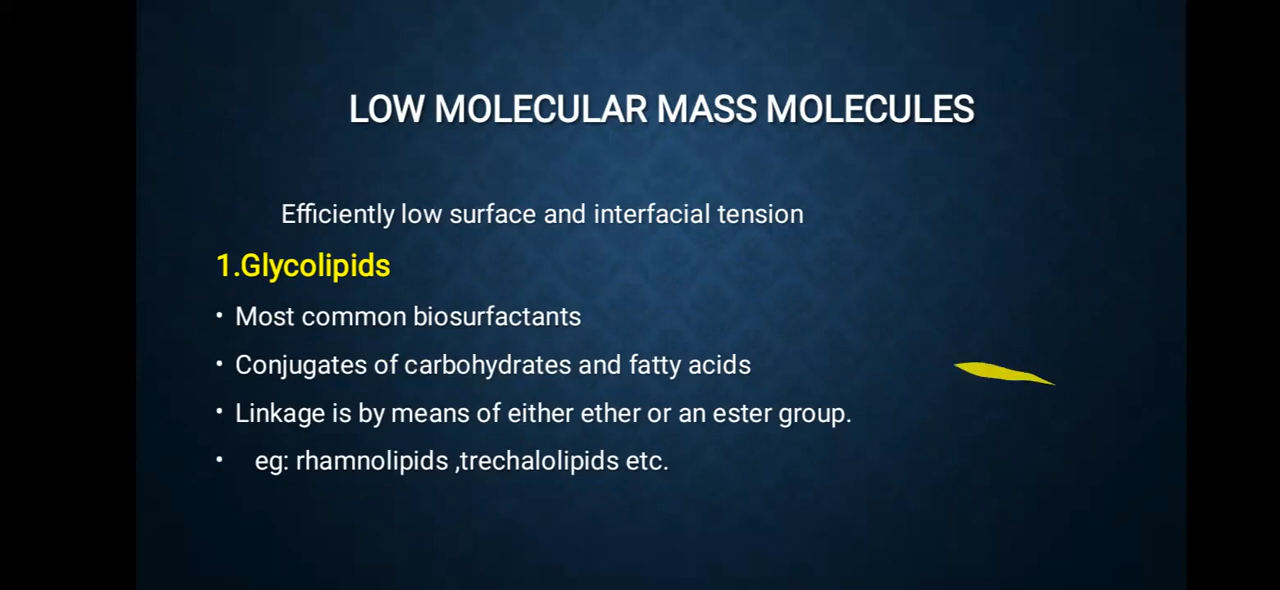 LOW MOLECULAR MASS MOLECULES
Efficiently low surface and interfacial tension
1.Glycolipids
• Most common biosurfactants
• Conjugates of carbohydrates and fatty acids
• Linkage is by means of either ether or an ester group.
• eg: rhamnolipids ,trechalolipids etc.